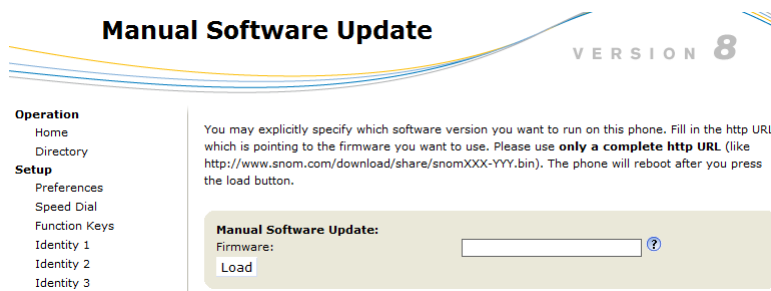 Manual Software Update
VERSION 8
Operation
Home
Directory
Setup
Preferences
Speed Dial
Function Keys
Identity 1
Identity 2
Identity 3
You may explicitly specify which software version you want to run on this phone. Fill in the http URL
which is pointing to the firmware you want to use. Please use only a complete http URL (like
http://www.snom.com/download/share/snomXXX-YYY.bin). The phone will reboot after you press
the load button.
Manual Software Update:
Firmware:
?
Load